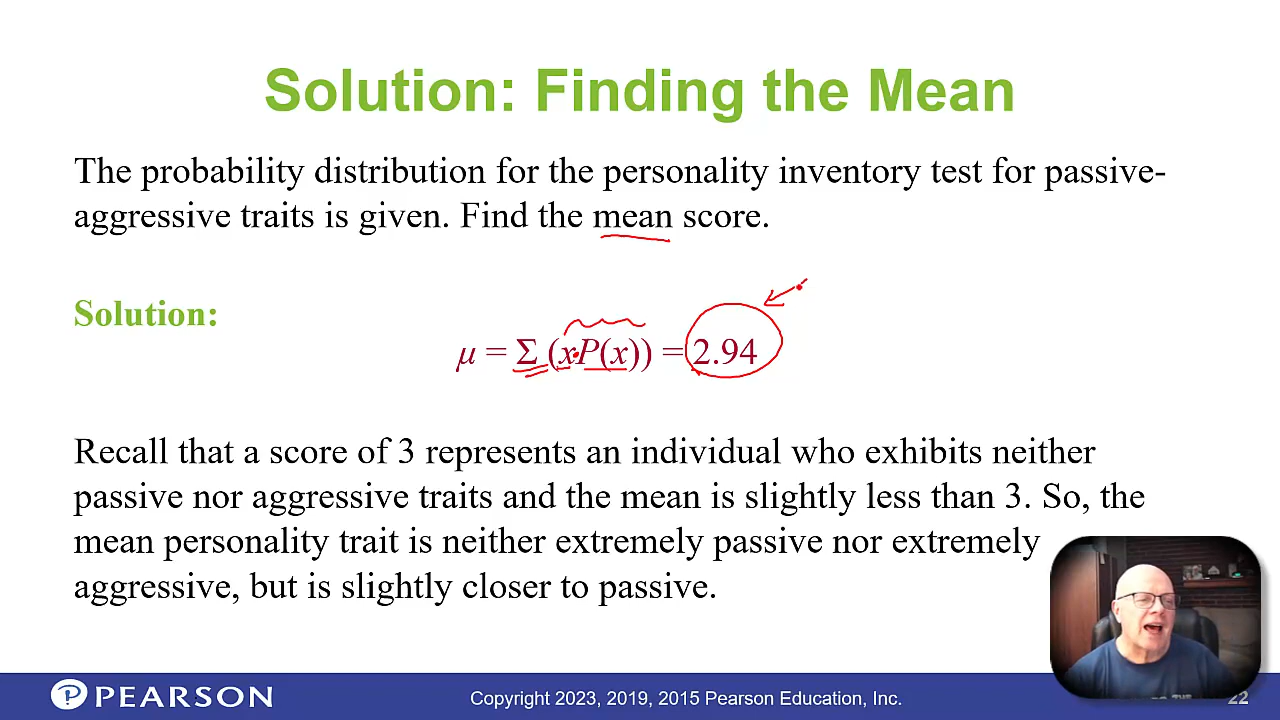 Solution: Finding the Mean
The probability distribution for the personality inventory test for passive-
aggressive traits is given. Find the mean score.
Solution:
μ = Σ (xP(x)) = 2.94
Recall that a score of 3 represents an individual who exhibits neither
passive nor aggressive traits and the mean is slightly less than 3. So, the
mean personality trait is neither extremely passive nor extremely
aggressive, but is slightly closer to passive.
PEARSON
Copyright 2023, 2019, 2015 Pearson Education, Inc.
22